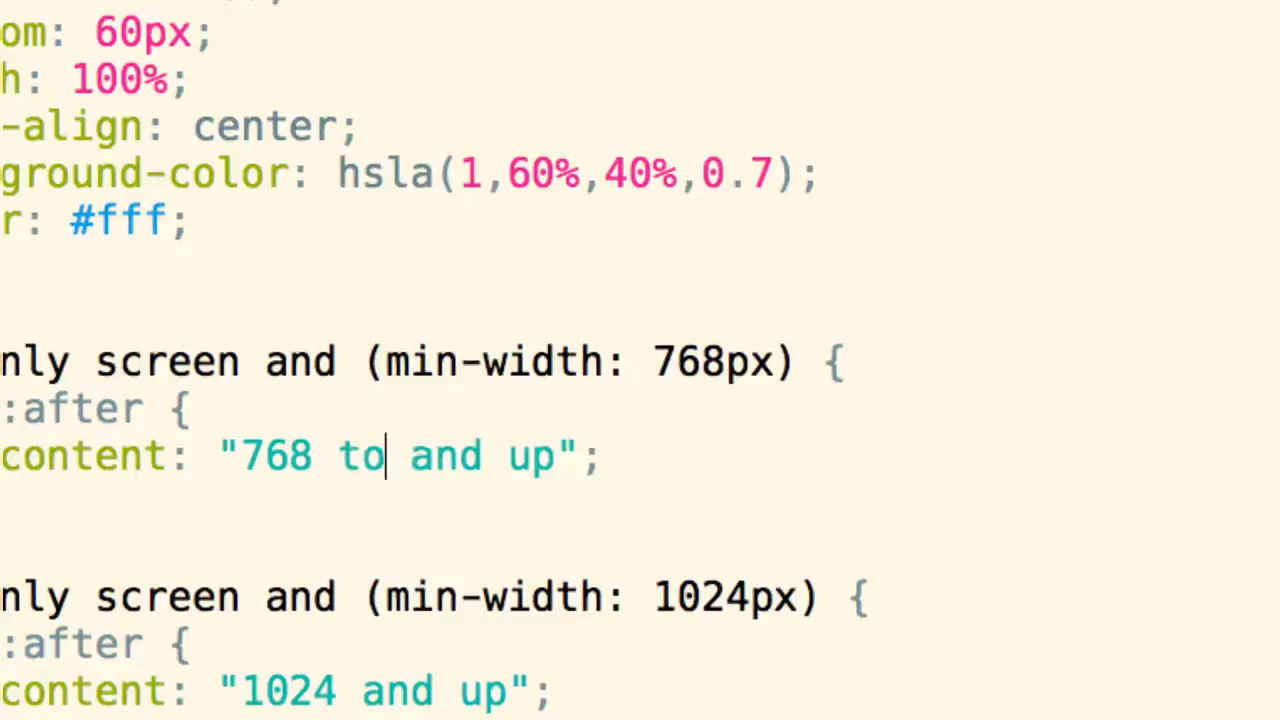 om: 60px;
h: 100%;
-align: center;
ground-color: hsla(1,60%,40%,0.7);
r: #fff;
nly screen and (min-width: 768px) {
:after {
content: "768 to and up";
nly screen and (min-width: 1024px) {
:after {
content: "1024 and up";